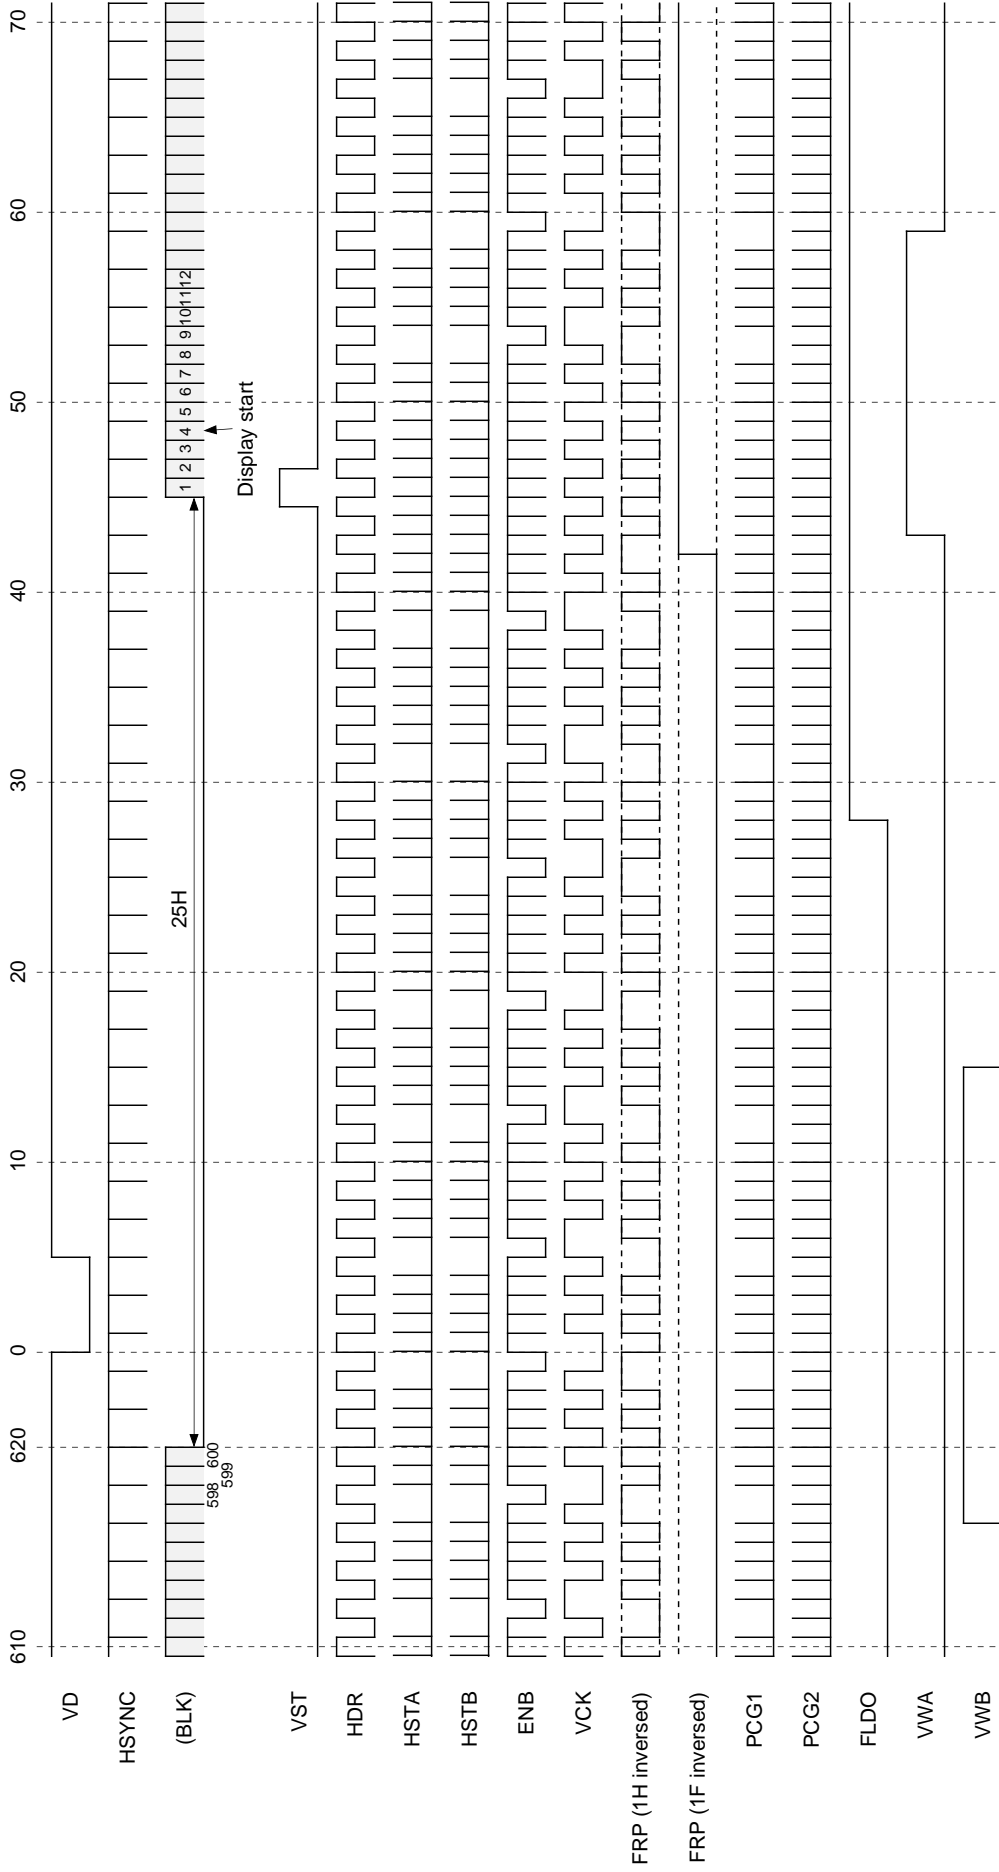 610 620 0 10 20 30 40 50 60 70
VD
HSYNC
(BLK)
25H
1 2 3 4 5 6 7 8 9 10 11 12
598 600
599
Display start
VST
HDR
HSTA
HSTB
ENB
VCK
FRP (1H inversed)
FRP (1F inversed)
PCG1
PCG2
FLDO
VWA
VWB